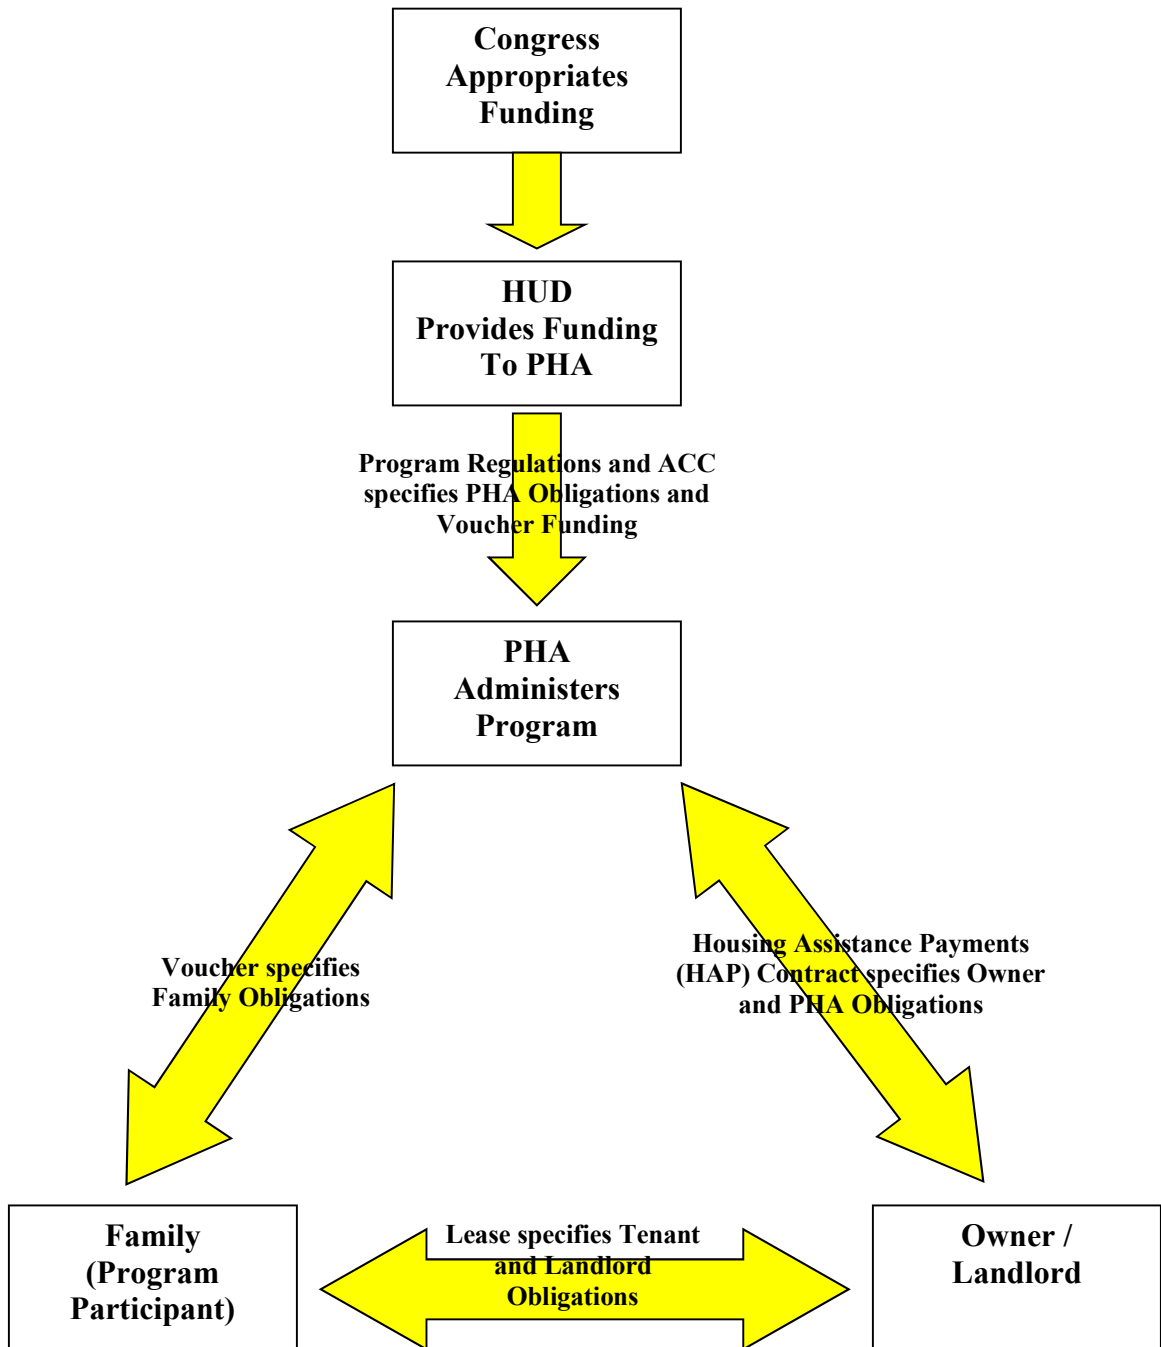 Congress
Appropriates
Funding
HUD
Provides Funding
To PHA
Program Regulations and ACC
specifies PHA Obligations and
Voucher Funding
PHA
Administers
Program
Voucher specifies
Family Obligations
Housing Assistance Payments
(HAP) Contract specifies Owner
and PHA Obligations
Family
(Program
Participant)
Lease specifies Tenant
and Landlord
Obligations
Owner /
Landlord